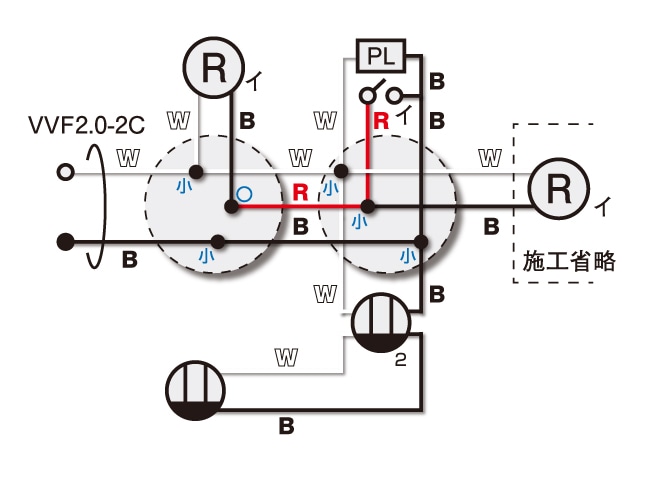 PL
R イ
B
VVF2.0-2C
W B W R イ B
W W W
小 小 R イ
○ R
小
B B
小 小
B 施工省略
W B
2
W
B